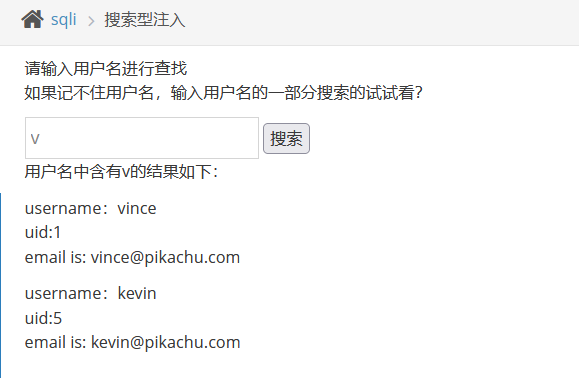 sqli > 搜索型注入
请输入用户名进行查找
如果记不住用户名，输入用户名的一部分搜索的试试看?
v 搜索
用户名中含有v的结果如下：
username：vince
uid:1
email is: vince@pikachu.com
username：kevin
uid:5
email is: kevin@pikachu.com